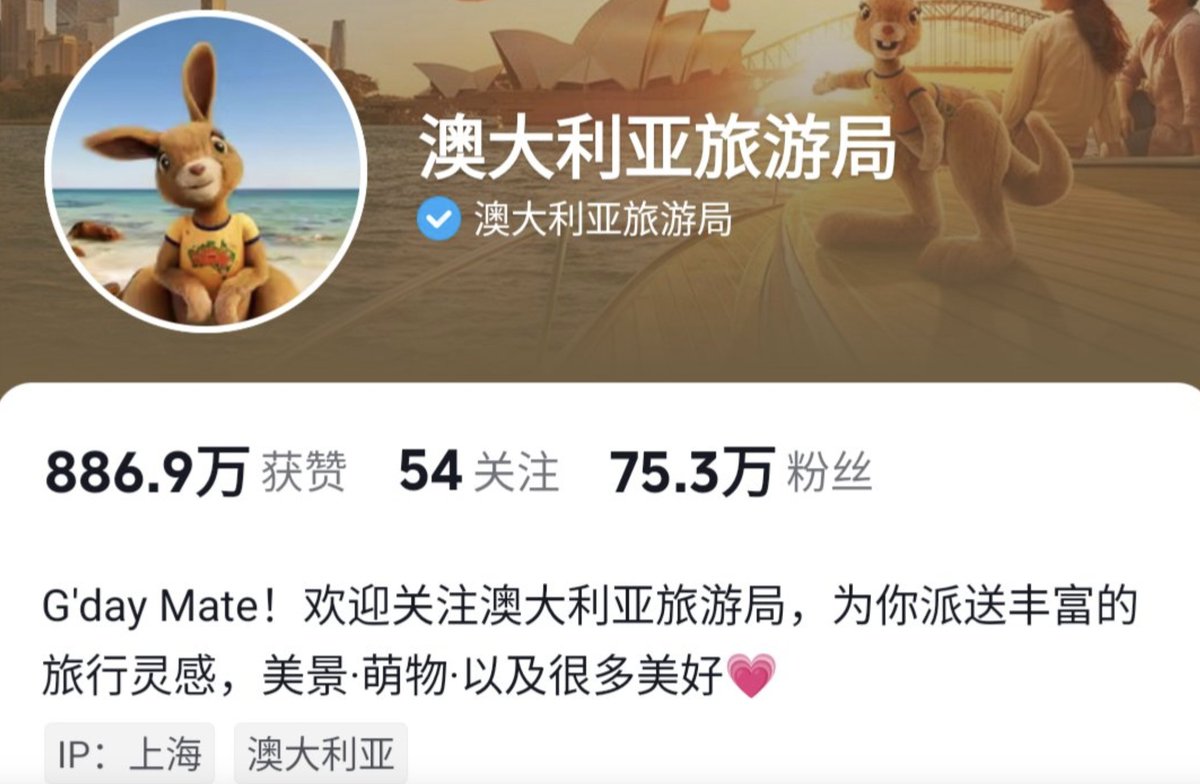 澳大利亚旅游局
澳大利亚旅游局
886.9万 获赞 54 关注 75.3万 粉丝
G'day Mate！欢迎关注澳大利亚旅游局，为你派送丰富的
旅行灵感，美景·萌物·以及很多美好💗
IP：上海 澳大利亚